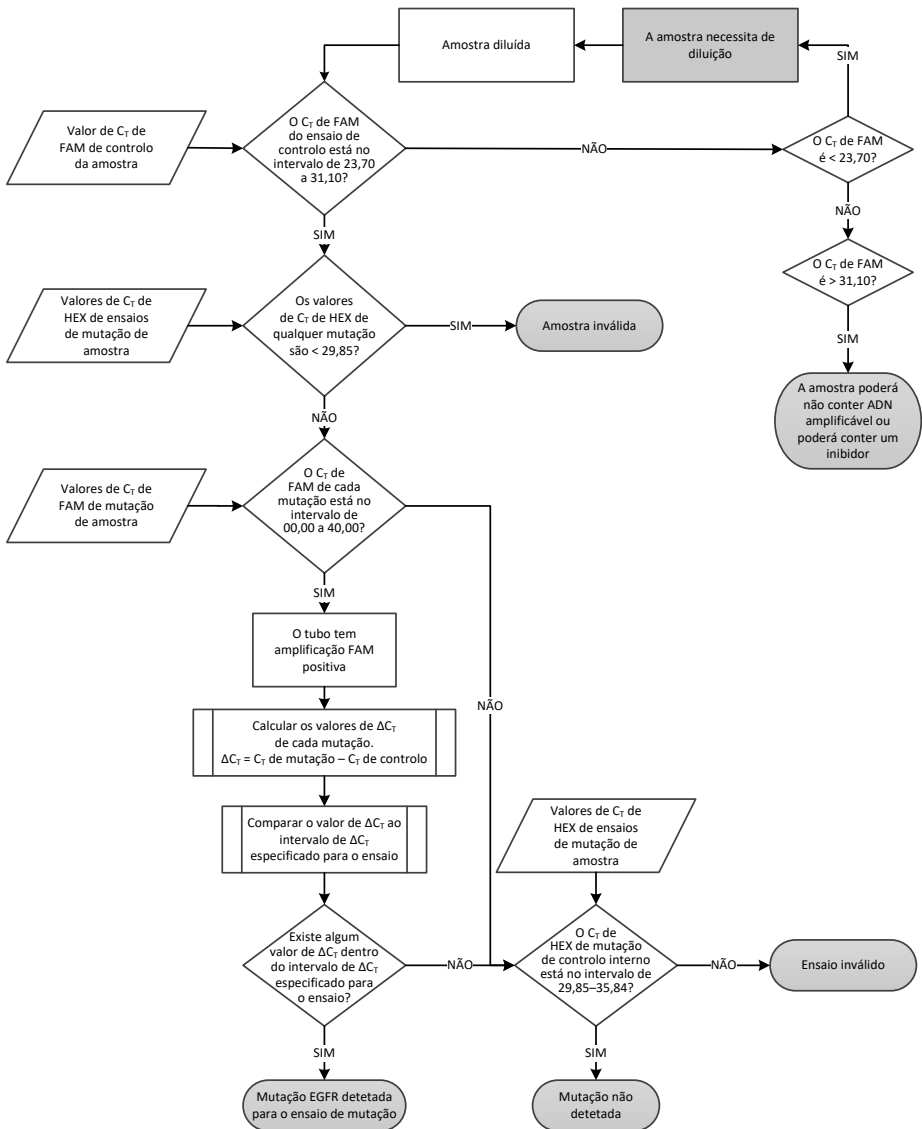 Amostra diluída
A amostra necessita de
diluição
SIM
Valor de CT de
FAM de controlo
da amostra
O CT de FAM
do ensaio de
controlo está no
intervalo de 23,70
a 31,10?
NÃO
O CT de FAM
é < 23,70?
SIM
NÃO
Valores de CT de
HEX de ensaios
de mutação de
amostra
Os valores
de CT de HEX de
qualquer mutação
são < 29,85?
SIM
Amostra inválida
O CT de FAM
é > 31,10?
SIM
A amostra poderá
não conter ADN
amplificável ou
poderá conter um
inibidor
NÃO
Valores de CT de
FAM de mutação
de amostra
O CT de
FAM de cada
mutação está no
intervalo de
00,00 a 40,00?
SIM
O tubo tem
amplificação FAM
positiva
NÃO
Calcular os valores de ΔCT
de cada mutação.
ΔCT = CT de mutação – CT de controlo
Comparar o valor de ΔCT ao
intervalo de ΔCT
especificado para o ensaio
Valores de CT de
HEX de ensaios
de mutação de
amostra
Existe algum
valor de ΔCT dentro
do intervalo de ΔCT
especificado para
o ensaio?
NÃO
O CT de
HEX de mutação
de controlo interno
está no intervalo de
29,85–35,84?
NÃO
Ensaio inválido
SIM
SIM
Mutação EGFR detetada
para o ensaio de mutação
Mutação não
detetada